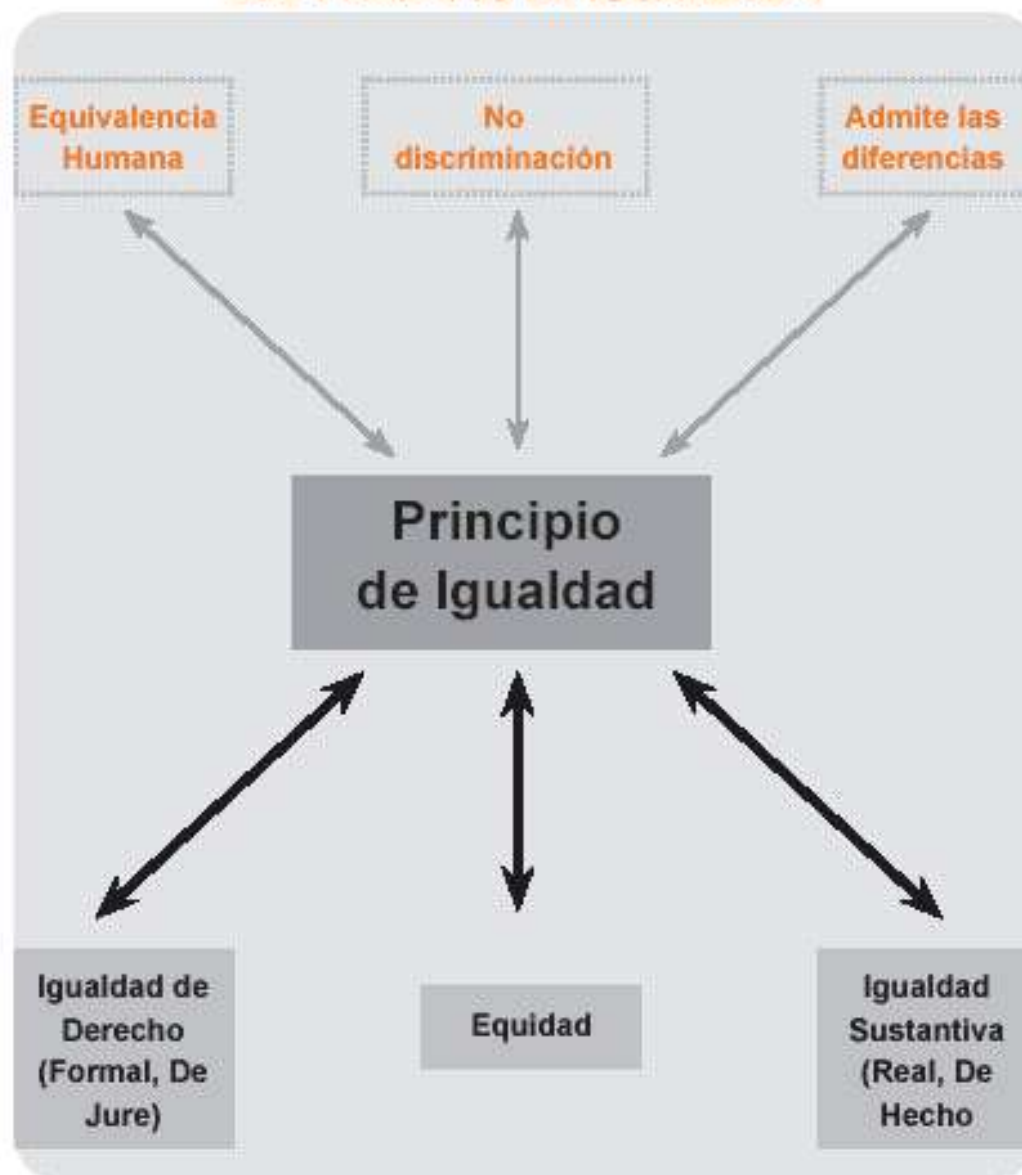 Equivalencia
Humana
No
discriminación
Admite las
diferencias
Principio
de Igualdad
Igualdad de
Derecho
(Formal, De
Jure)
Equidad
Igualdad
Sustantiva
(Real, De
Hecho